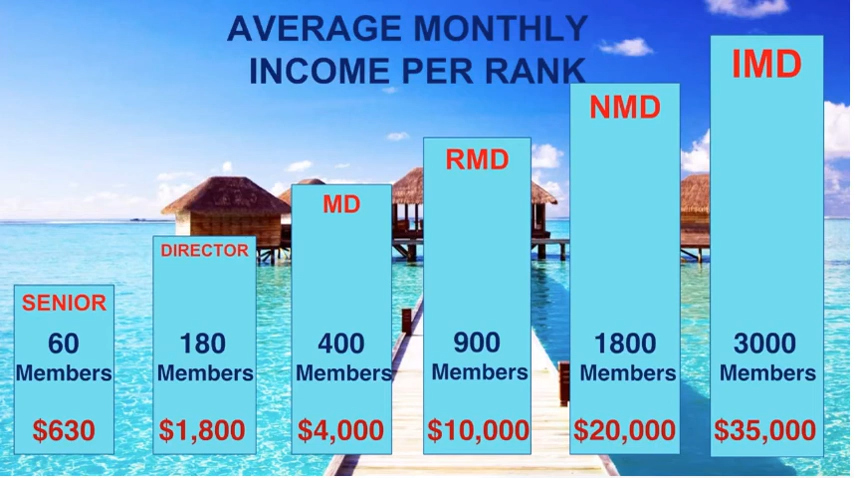 AVERAGE MONTHLY
INCOME PER RANK
SENIOR
60
Members
$630
DIRECTOR
180
Members
$1,800
MD
400
Members
$4,000
RMD
900
Members
$10,000
NMD
1800
Members
$20,000
IMD
3000
Members
$35,000